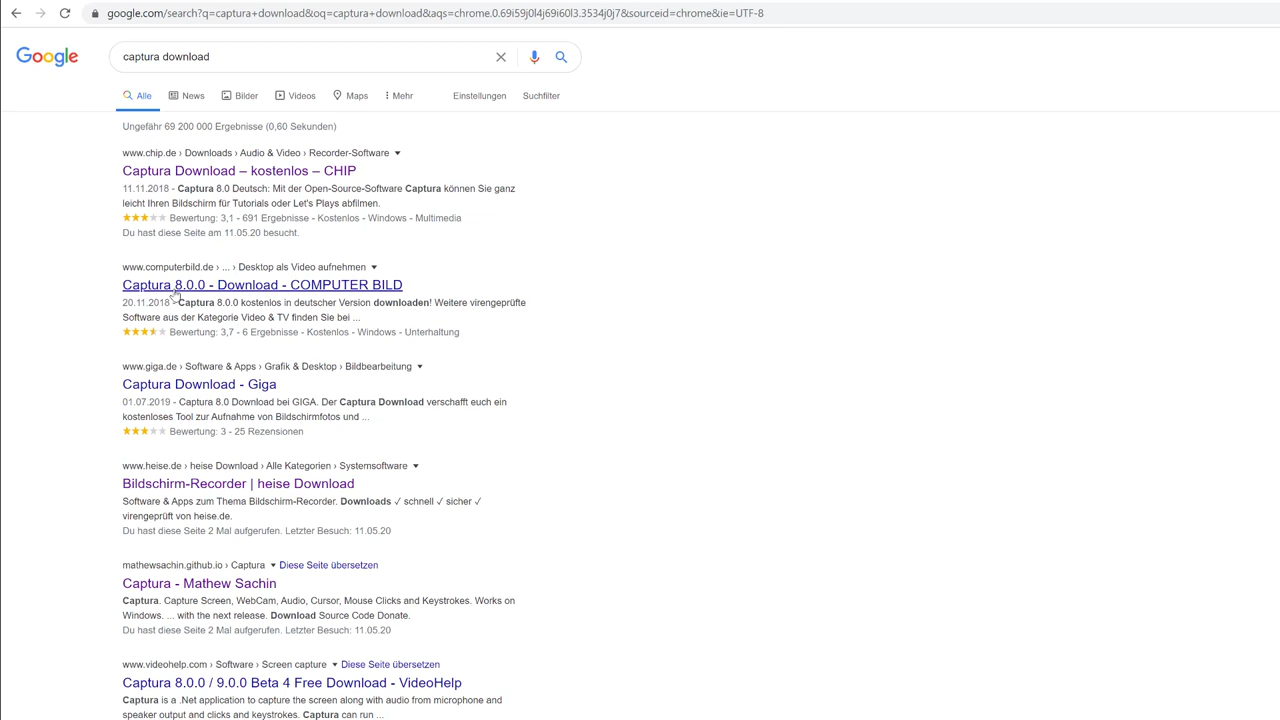 google.com/search?q=captura+download&oq=captura+download&aqs=chrome.0.69i59j0l4j69i60l3.3534j0j7&sourceid=chrome&ie=UTF-8
Google
captura download
Alle News Bilder Videos Maps Mehr Einstellungen Suchfilter
Ungefähr 69 200 000 Ergebnisse (0,60 Sekunden)
www.chip.de › Downloads › Audio & Video › Recorder-Software
Captura Download – kostenlos – CHIP
11.11.2018 - Captura 8.0 Deutsch: Mit der Open-Source-Software Captura können Sie ganz
leicht Ihren Bildschirm für Tutorials oder Let's Plays abfilmen.
Bewertung: 3,1 - 691 Ergebnisse - Kostenlos - Windows - Multimedia
Du hast diese Seite am 11.05.20 besucht.
www.computerbild.de › ... › Desktop als Video aufnehmen
Captura 8.0.0 - Download - COMPUTER BILD
20.11.2018 - Captura 8.0.0 kostenlos in deutscher Version downloaden! Weitere virengeprüfte
Software aus der Kategorie Video & TV finden Sie bei ...
Bewertung: 3,7 - 6 Ergebnisse - Kostenlos - Windows - Unterhaltung
www.giga.de › Software & Apps › Grafik & Desktop › Bildbearbeitung
Captura Download - Giga
01.07.2019 - Captura 8.0 Download bei GIGA. Der Captura Download verschafft euch ein
kostenloses Tool zur Aufnahme von Bildschirmfotos und ...
Bewertung: 3 - 25 Rezensionen
www.heise.de › heise Download › Alle Kategorien › Systemsoftware
Bildschirm-Recorder | heise Download
Software & Apps zum Thema Bildschirm-Recorder. Downloads ✓ schnell ✓ sicher ✓
virengeprüft von heise.de.
Du hast diese Seite 2 Mal aufgerufen. Letzter Besuch: 11.05.20
mathewsachin.github.io › Captura Diese Seite übersetzen
Captura - Mathew Sachin
Captura. Capture Screen, WebCam, Audio, Cursor, Mouse Clicks and Keystrokes. Works on
Windows. ... with the next release. Download Source Code Donate.
Du hast diese Seite 2 Mal aufgerufen. Letzter Besuch: 11.05.20
www.videohelp.com › Software › Screen capture Diese Seite übersetzen
Captura 8.0.0 / 9.0.0 Beta 4 Free Download - VideoHelp
Captura is a .Net application to capture the screen along with audio from microphone and
speaker output and clicks and keystrokes. Captura can run ...